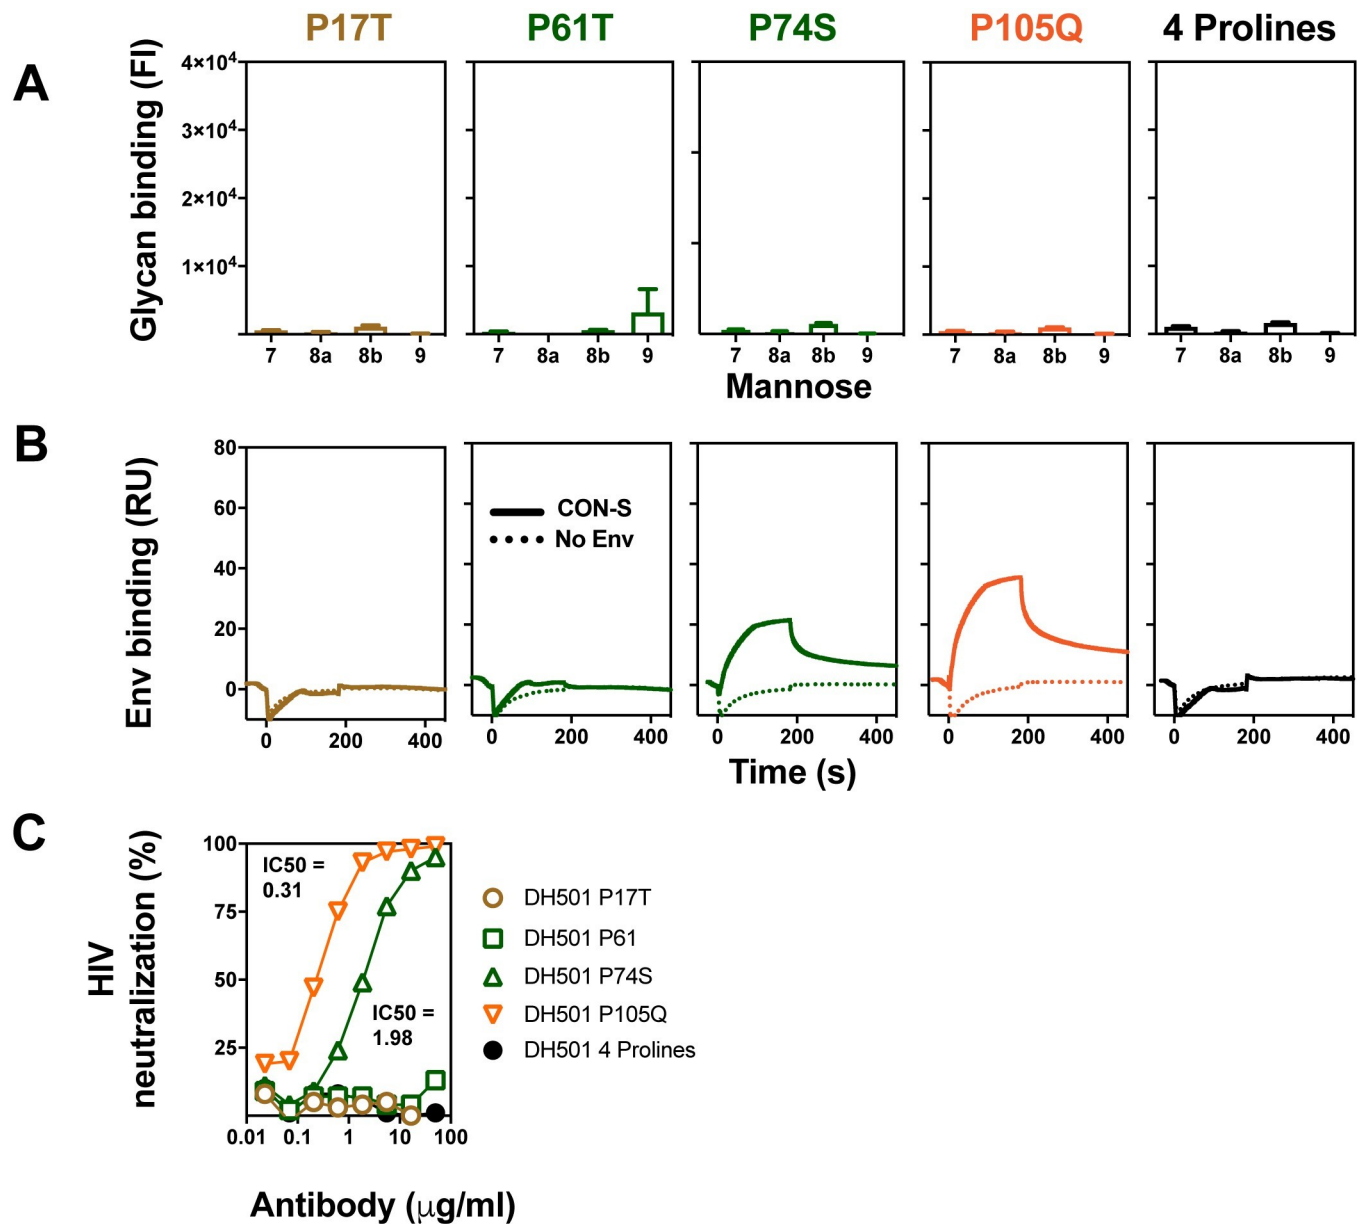 P17T P61T P74S P105Q 4 Prolines
A
Glycan binding (FI)
4×10⁴
3×10⁴
2×10⁴
1×10⁴
7 8a 8b 9 7 8a 8b 9 7 8a 8b 9 7 8a 8b 9 7 8a 8b 9
Mannose
B
Env binding (RU)
80
60
40
20
0
CON-S
No Env
0 200 400 0 200 400 0 200 400 0 200 400 0 200 400
Time (s)
C
HIV
neutralization (%)
100
75
50
25
IC50 =
0.31
IC50 =
1.98
0.01 0.1 1 10 100
Antibody (μg/ml)
DH501 P17T
DH501 P61
DH501 P74S
DH501 P105Q
DH501 4 Prolines